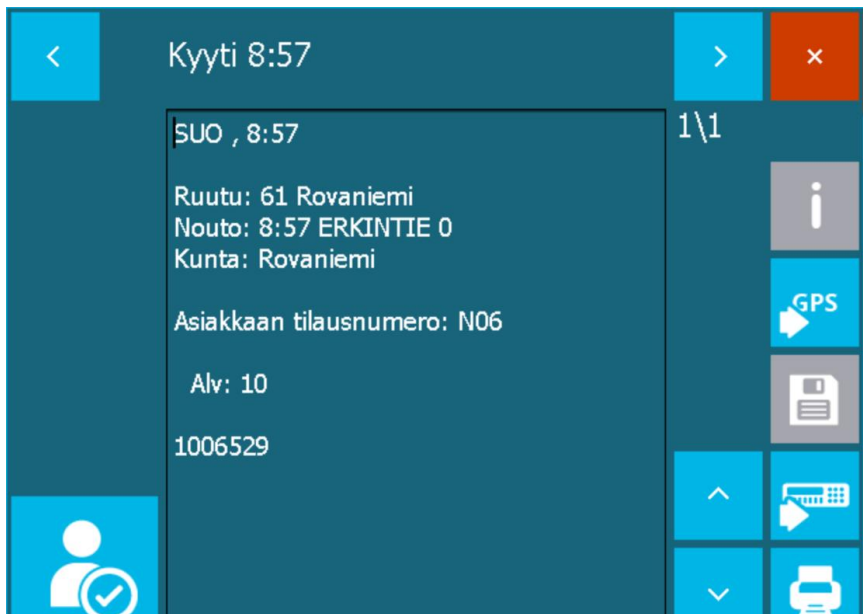 Kyyti 8:57
SUO , 8:57
1\1
Ruutu: 61 Rovaniemi
Nouto: 8:57 ERKINTIE 0
Kunta: Rovaniemi
Asiakkaan tilausnumero: N06
Alv: 10
1006529
GPS